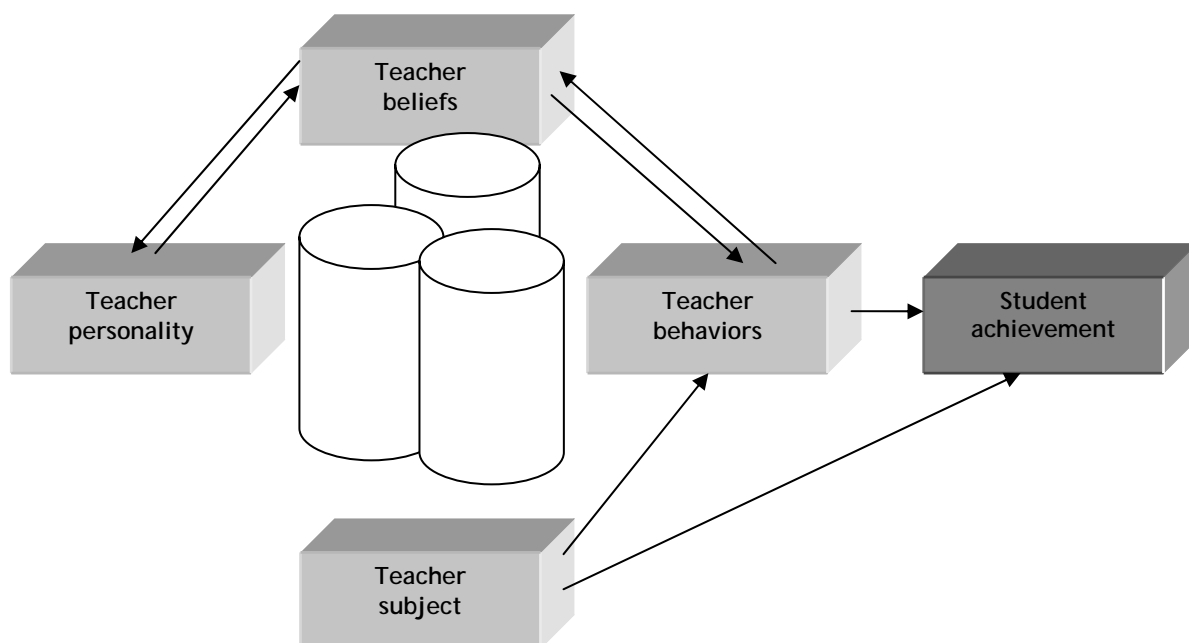 Teacher
beliefs
Teacher
personality
Teacher
behaviors
Student
achievement
Teacher
subject